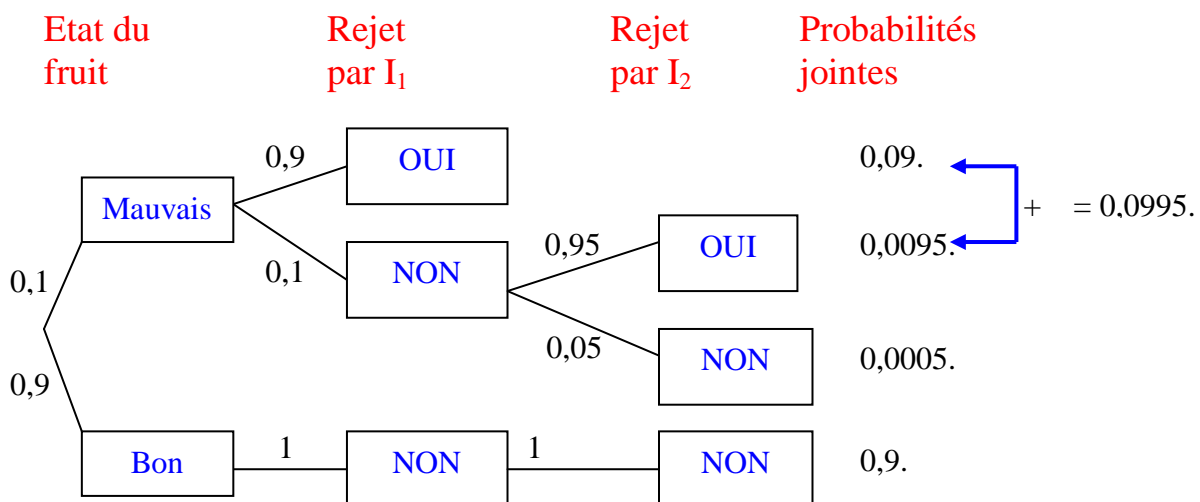 Etat du fruit
Rejet par I₁
Rejet par I₂
Probabilités jointes
0,9
OUI
0,09.
Mauvais
+ = 0,0995.
0,1
0,1
NON
0,95
OUI
0,0095.
0,05
NON
0,0005.
0,9
Bon
1
NON
1
NON
0,9.